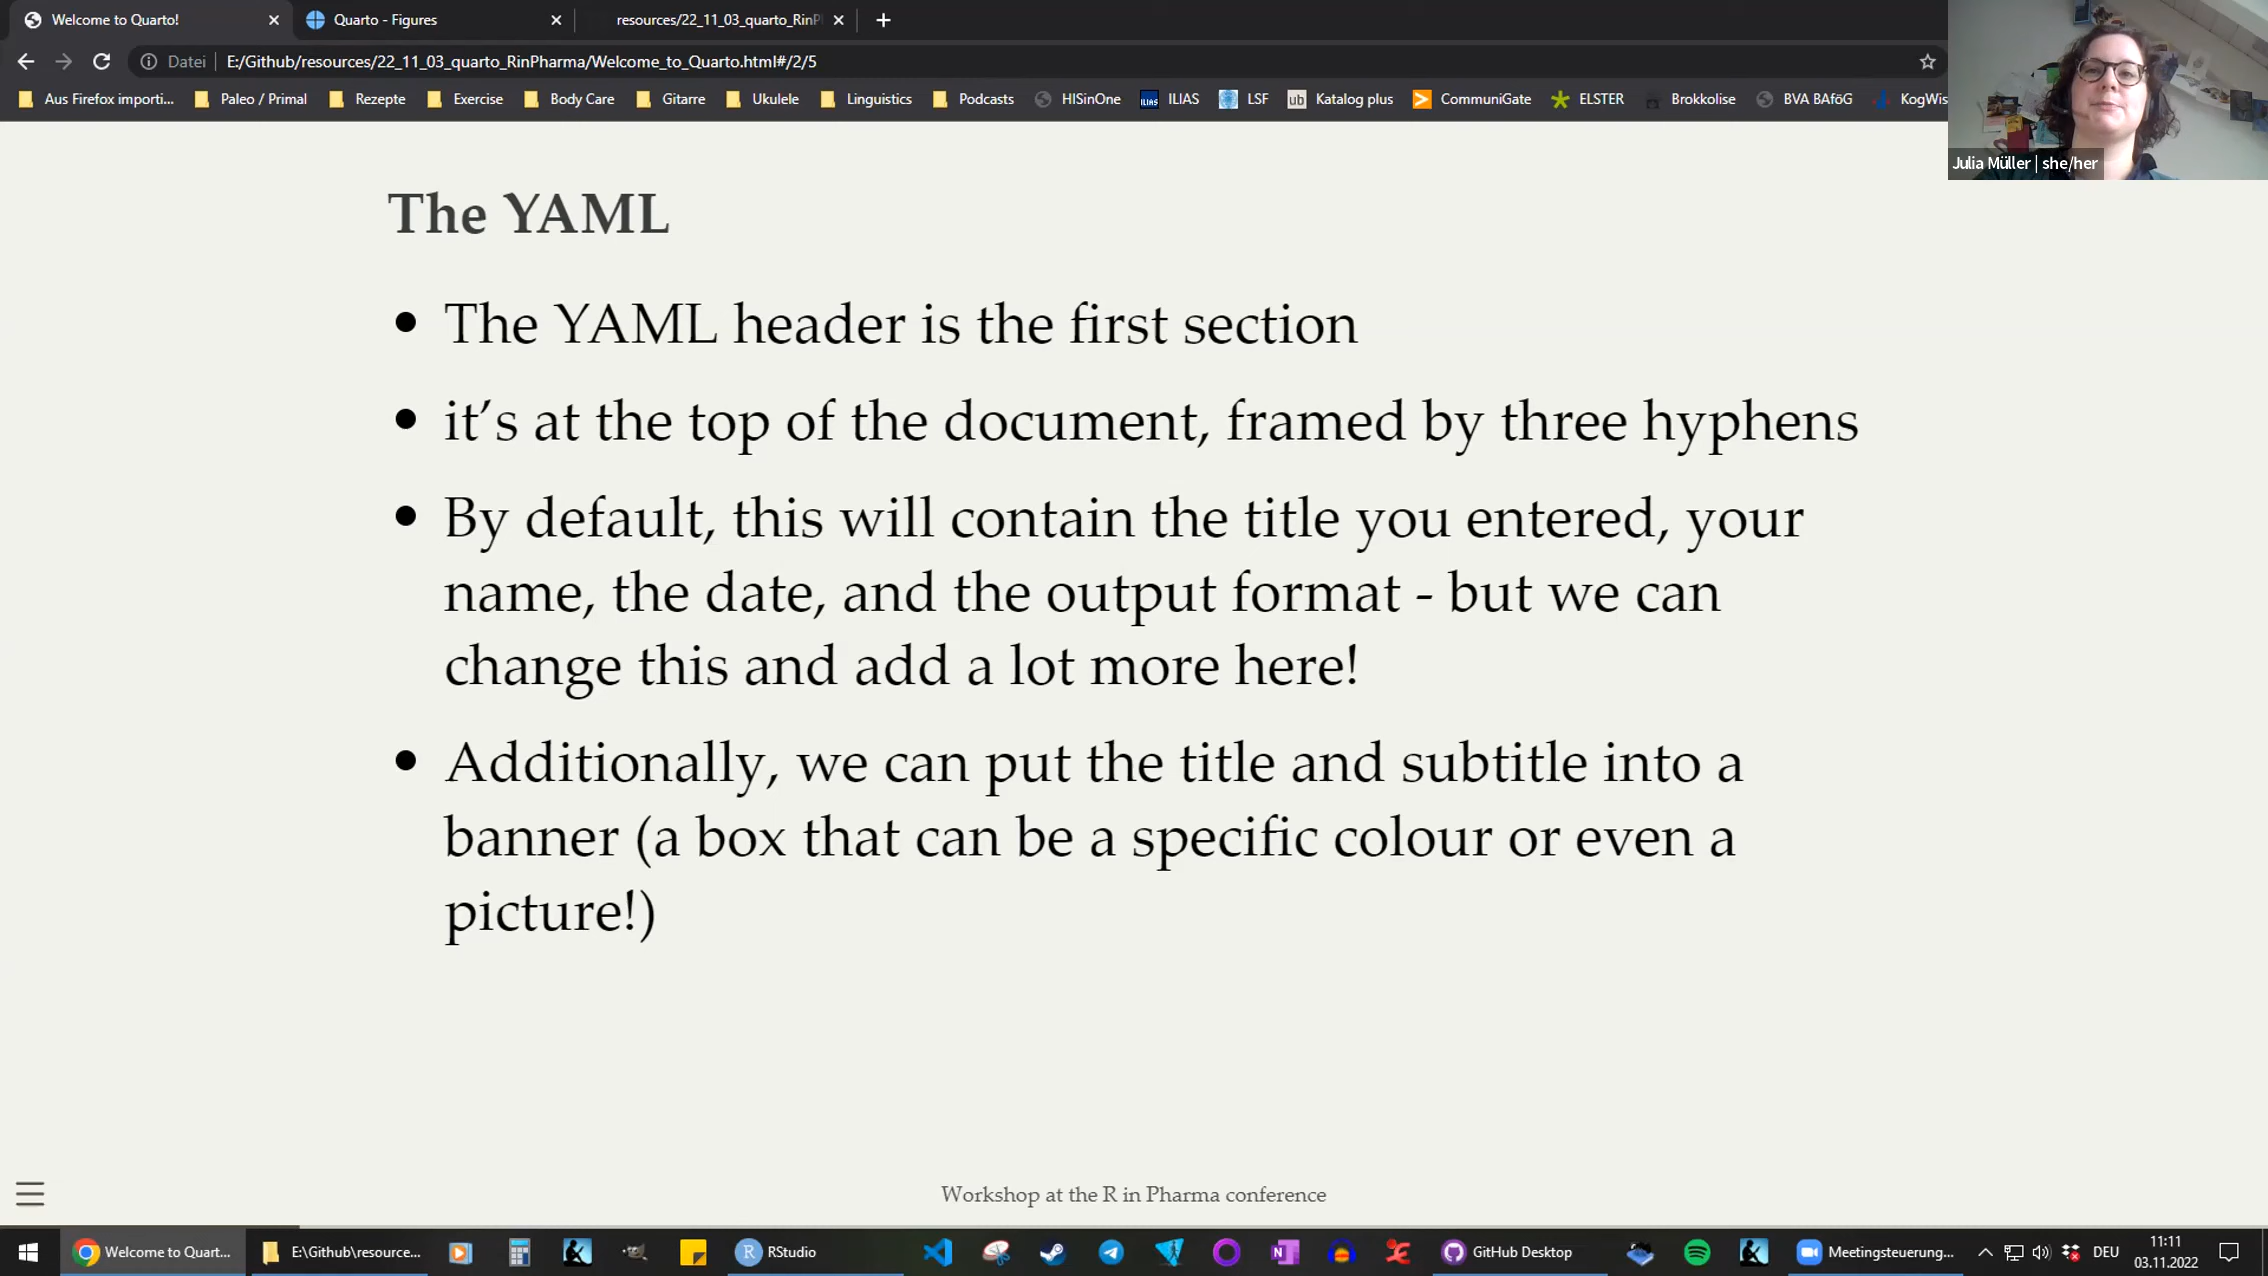 Welcome to Quarto!
Quarto - Figures
resources/22_11_03_quarto_RinP
Datei
E:/Github/resources/22_11_03_quarto_RinPharma/Welcome_to_Quarto.html#/2/5
Aus Firefox importi...
Paleo / Primal
Rezepte
Exercise
Body Care
Gitarre
Ukulele
Linguistics
Podcasts
HISinOne
ILIAS
ILIAS
LSF
ub
Katalog plus
CommuniGate
ELSTER
Brokkolise
BVA BAföG
KogWis
Julia Müller | she/her
The YAML
• The YAML header is the first section
• it’s at the top of the document, framed by three hyphens
• By default, this will contain the title you entered, your
name, the date, and the output format - but we can
change this and add a lot more here!
• Additionally, we can put the title and subtitle into a
banner (a box that can be a specific colour or even a
picture!)
Workshop at the R in Pharma conference
Welcome to Quart...
E:\Github\resource...
R
RStudio
N
GitHub Desktop
Meetingsteuerung...
DEU
11:11
03.11.2022